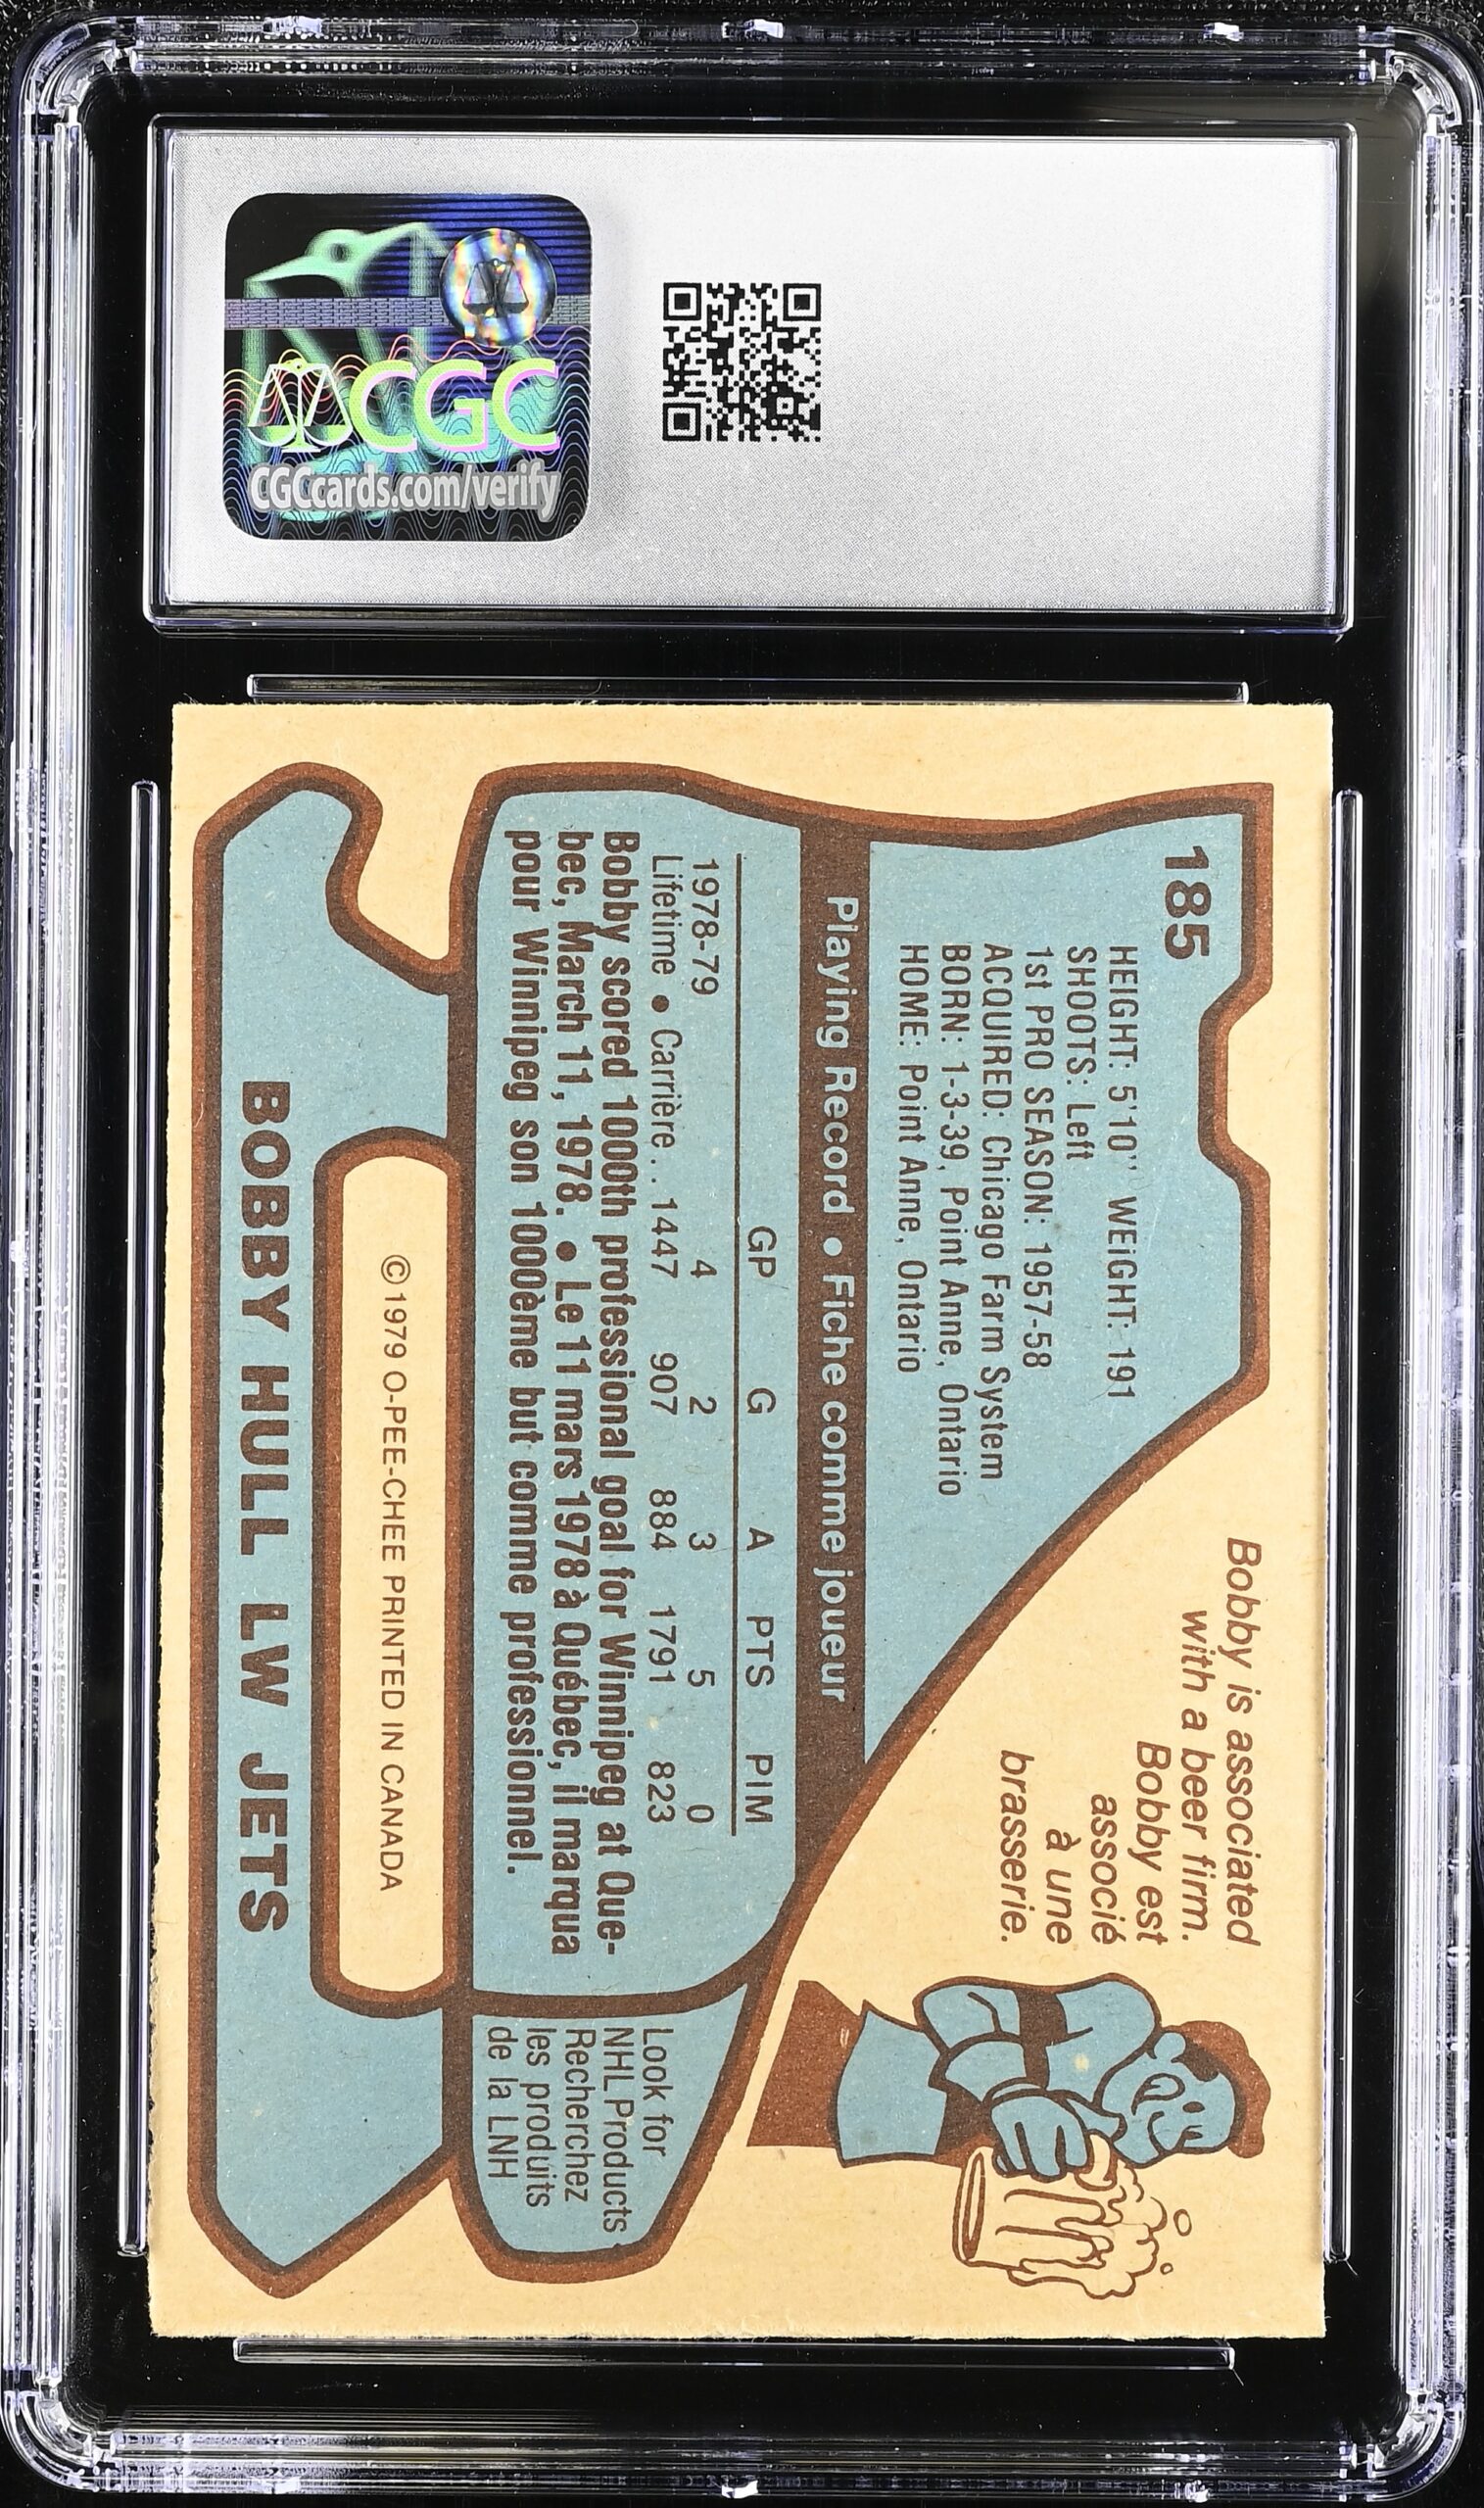 CGC
CGCcards.com/verify
185
HEIGHT: 5'10'' WEiGHT: 191
SHOOTS: Left
1st PRO SEASON: 1957-58
ACQUIRED: Chicago Farm System
BORN: 1-3-39, Point Anne, Ontario
HOME: Point Anne, Ontario
Bobby is associated
with a beer firm.
Bobby est
associé
à une
brasserie.
Playing Record • Fiche comme joueur
GP G A PTS PIM
1978-79 4 2 3 5 0
Lifetime • Carrière . . 1447 907 884 1791 823
Bobby scored 1000th professional goal for Winnipeg at Que-
bec, March 11, 1978. • Le 11 mars 1978 à Québec, il marqua
pour Winnipeg son 1000ème but comme professionnel.
Look for
NHL Products
Recherchez
les produits
de la LNH
©1979 O-PEE-CHEE PRINTED IN CANADA
BOBBY HULL LW JETS